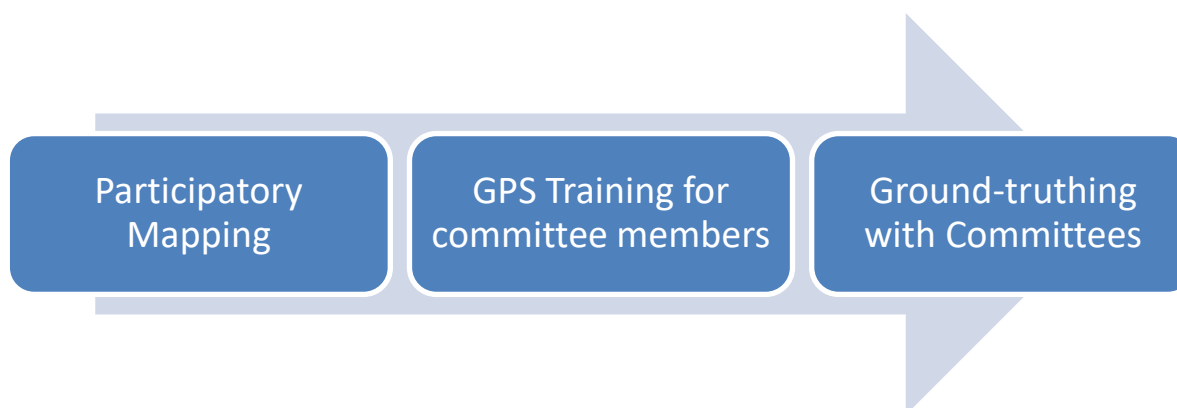 Participatory
Mapping
GPS Training for
committee members
Ground-truthing
with Committees